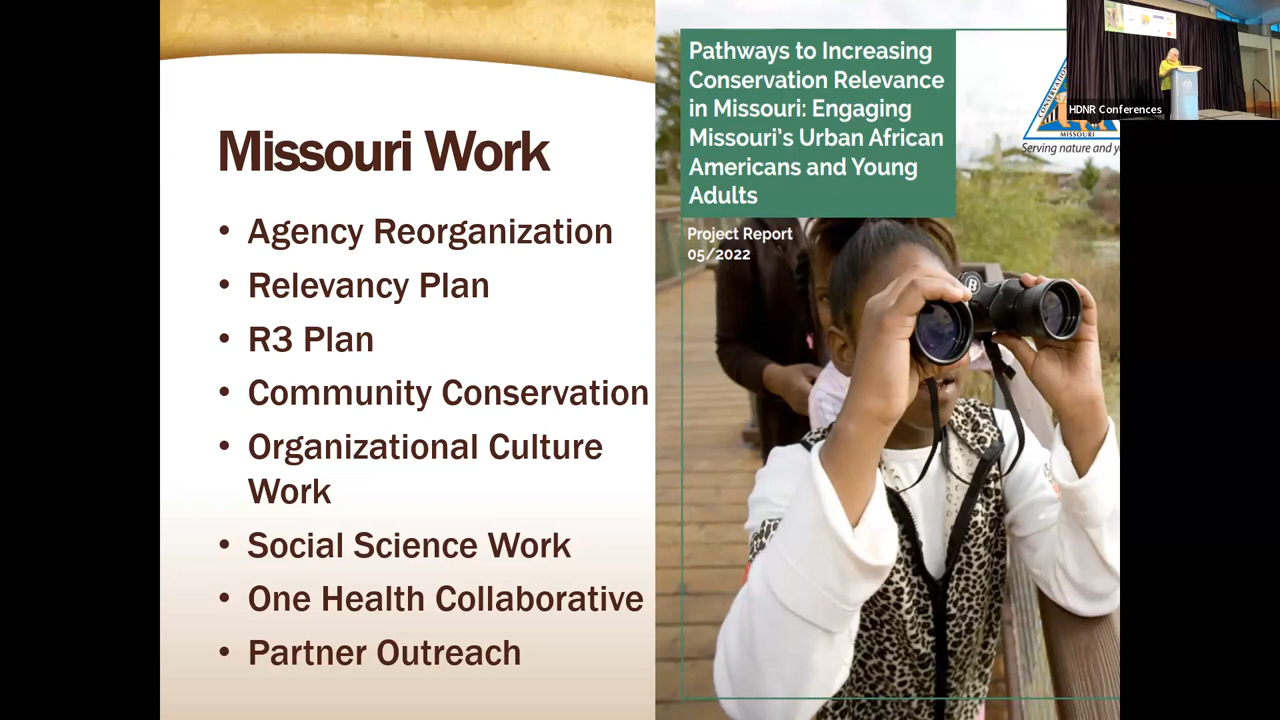 Missouri Work
• Agency Reorganization
• Relevancy Plan
• R3 Plan
• Community Conservation
• Organizational Culture
Work
• Social Science Work
• One Health Collaborative
• Partner Outreach
Pathways to Increasing
Conservation Relevance
in Missouri: Engaging
Missouri's Urban African
Americans and Young
Adults
Project Report
05/2022
CONSERVATION
MISSOURI
Serving nature and y
B
HDNR Conferences